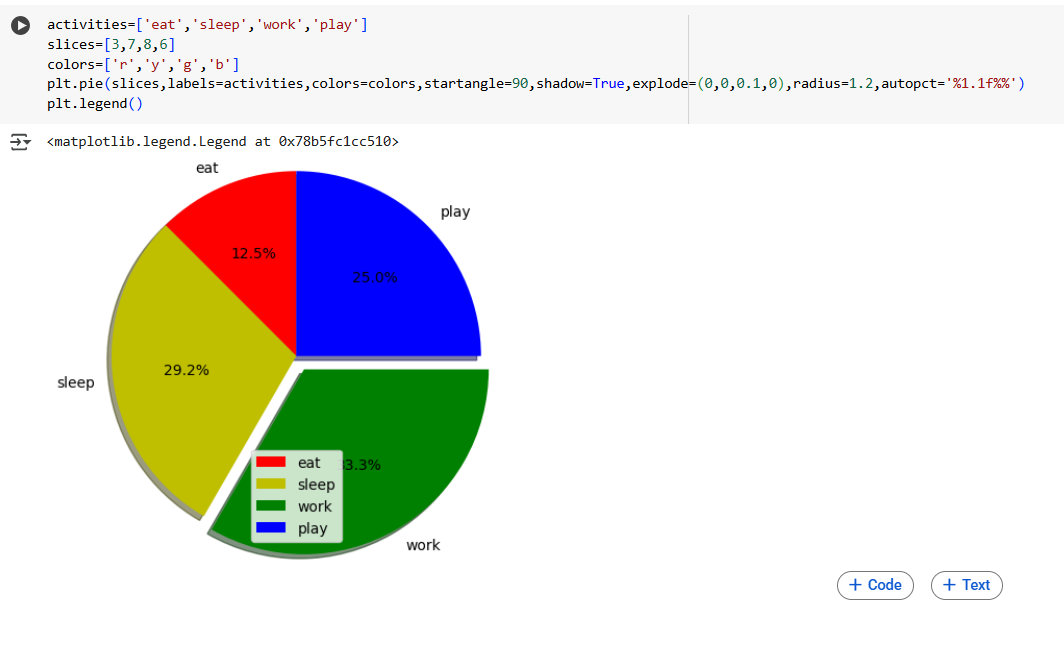 activities=['eat','sleep','work','play']
slices=[3,7,8,6]
colors=['r','y','g','b']
plt.pie(slices,labels=activities,colors=colors,startangle=90,shadow=True,explode=(0,0,0.1,0),radius=1.2,autopct='%1.1f%%')
plt.legend()
<matplotlib.legend.Legend at 0x78b5fc1cc510>
eat
play
12.5%
25.0%
29.2%
sleep
33.3%
eat
sleep
work
play
work
+ Code + Text